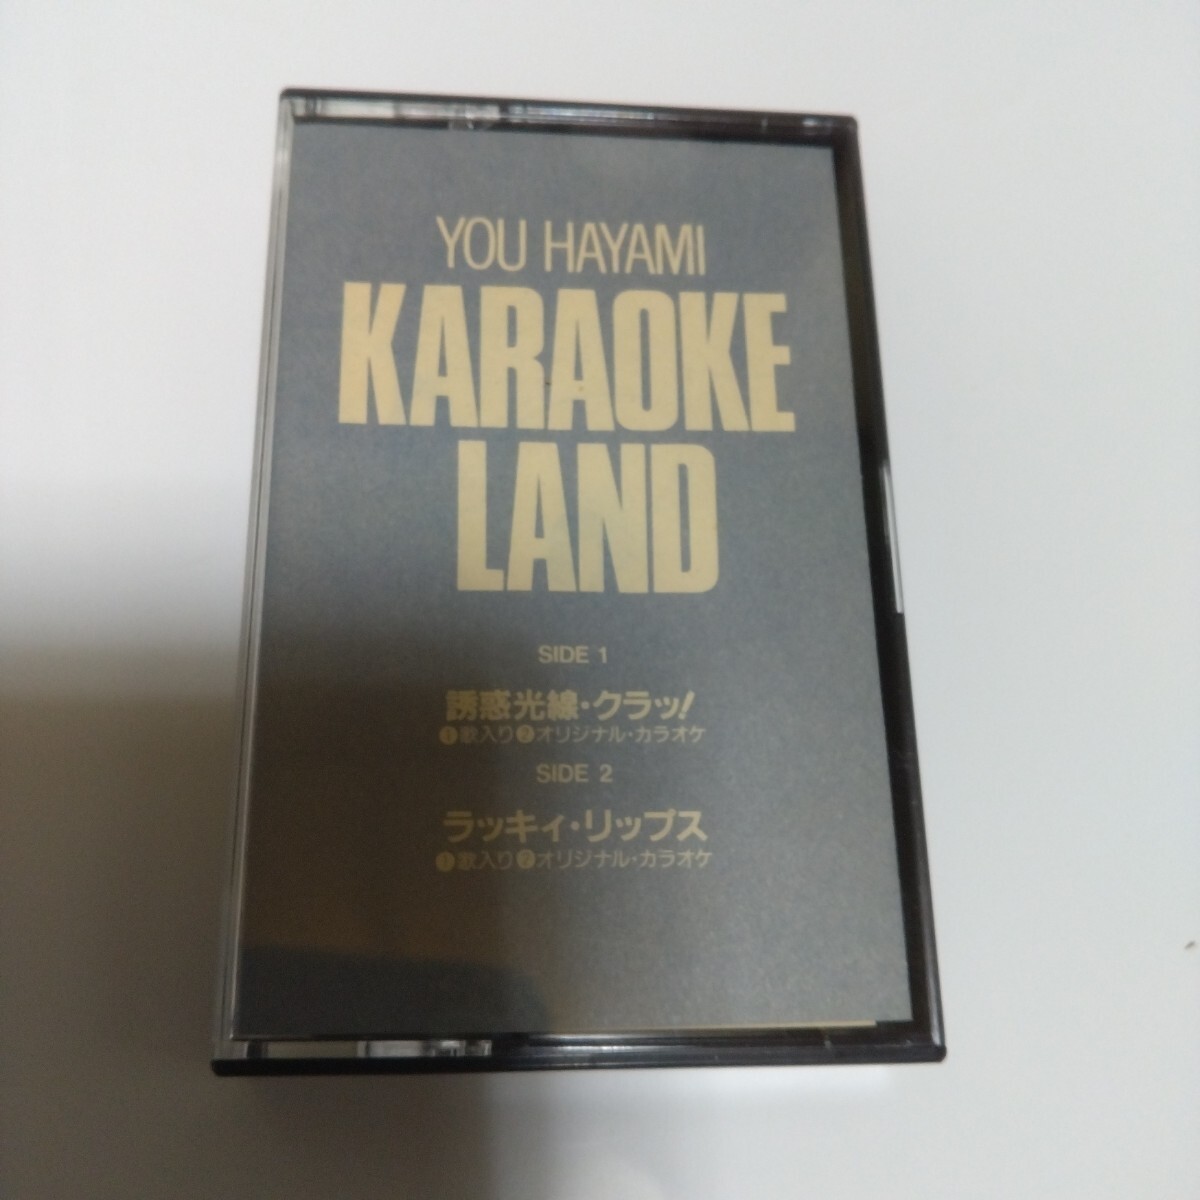 YOU HAYAMI
KARAOKE
LAND
SIDE 1
誘惑光線・クラッ!
❶歌入り❷オリジナル・カラオケ
SIDE 2
ラッキィ・リップス
❶歌入り❷オリジナル・カラオケ